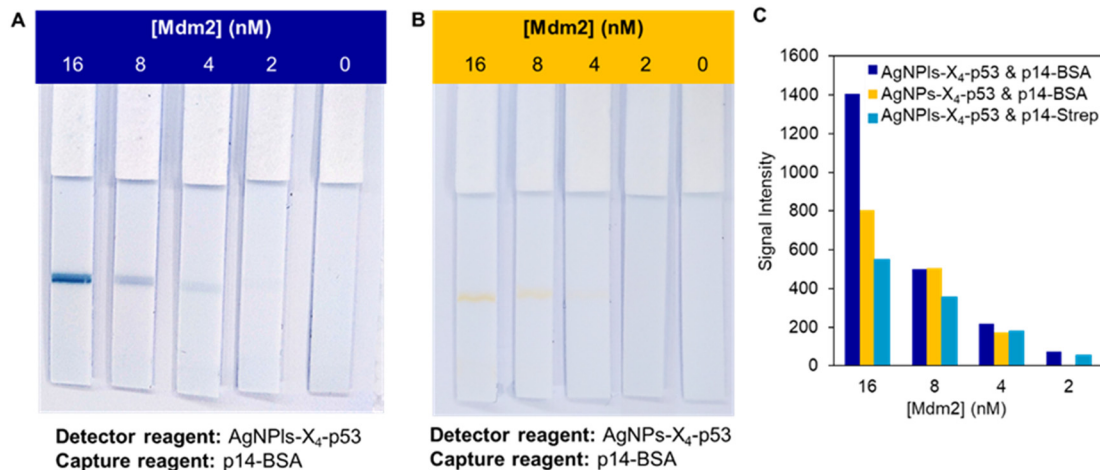 A
[Mdm2] (nM)
16 8 4 2 0
Detector reagent: AgNPls-X₄-p53
Capture reagent: p14-BSA
B
[Mdm2] (nM)
16 8 4 2 0
Detector reagent: AgNPs-X₄-p53
Capture reagent: p14-BSA
C
1600
1400
1200
1000
800
600
400
200
0
Signal Intensity
AgNPls-X₄-p53 & p14-BSA
AgNPs-X₄-p53 & p14-BSA
AgNPls-X₄-p53 & p14-Strep
16 8 4 2
[Mdm2] (nM)